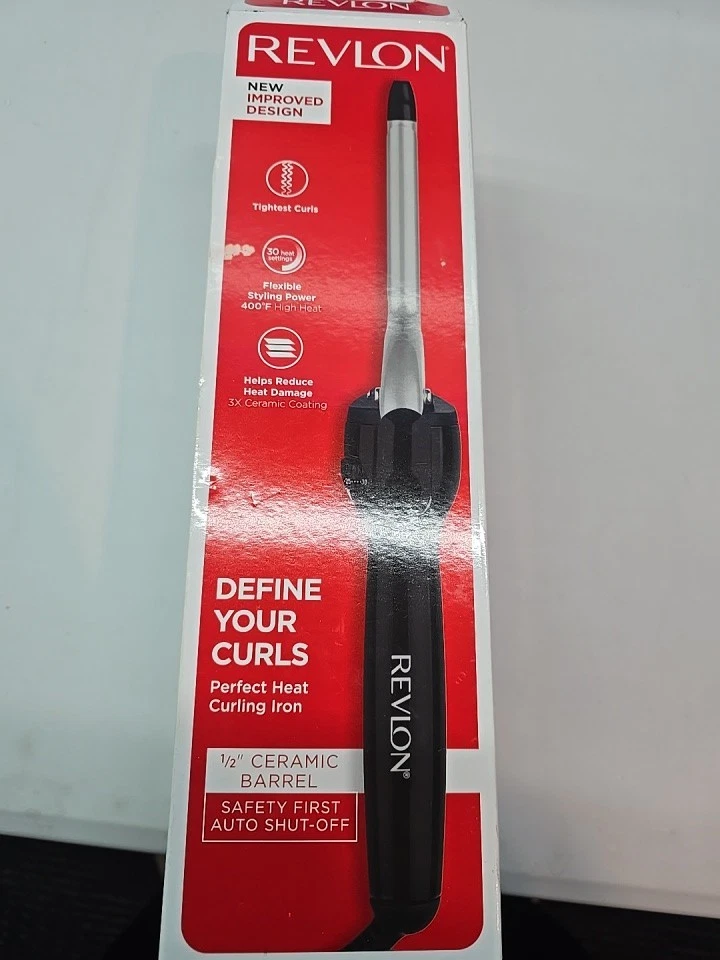 REVLON
REVLON®
NEW
IMPROVED
DESIGN
Tightest Curls
30 heat
settings
Flexible
Styling Power
400°F High Heat
Helps Reduce
Heat Damage
3X Ceramic Coating
DEFINE
YOUR
CURLS
Perfect Heat
Curling Iron
REVLON®
1/2" CERAMIC
BARREL
SAFETY FIRST
AUTO SHUT-OFF